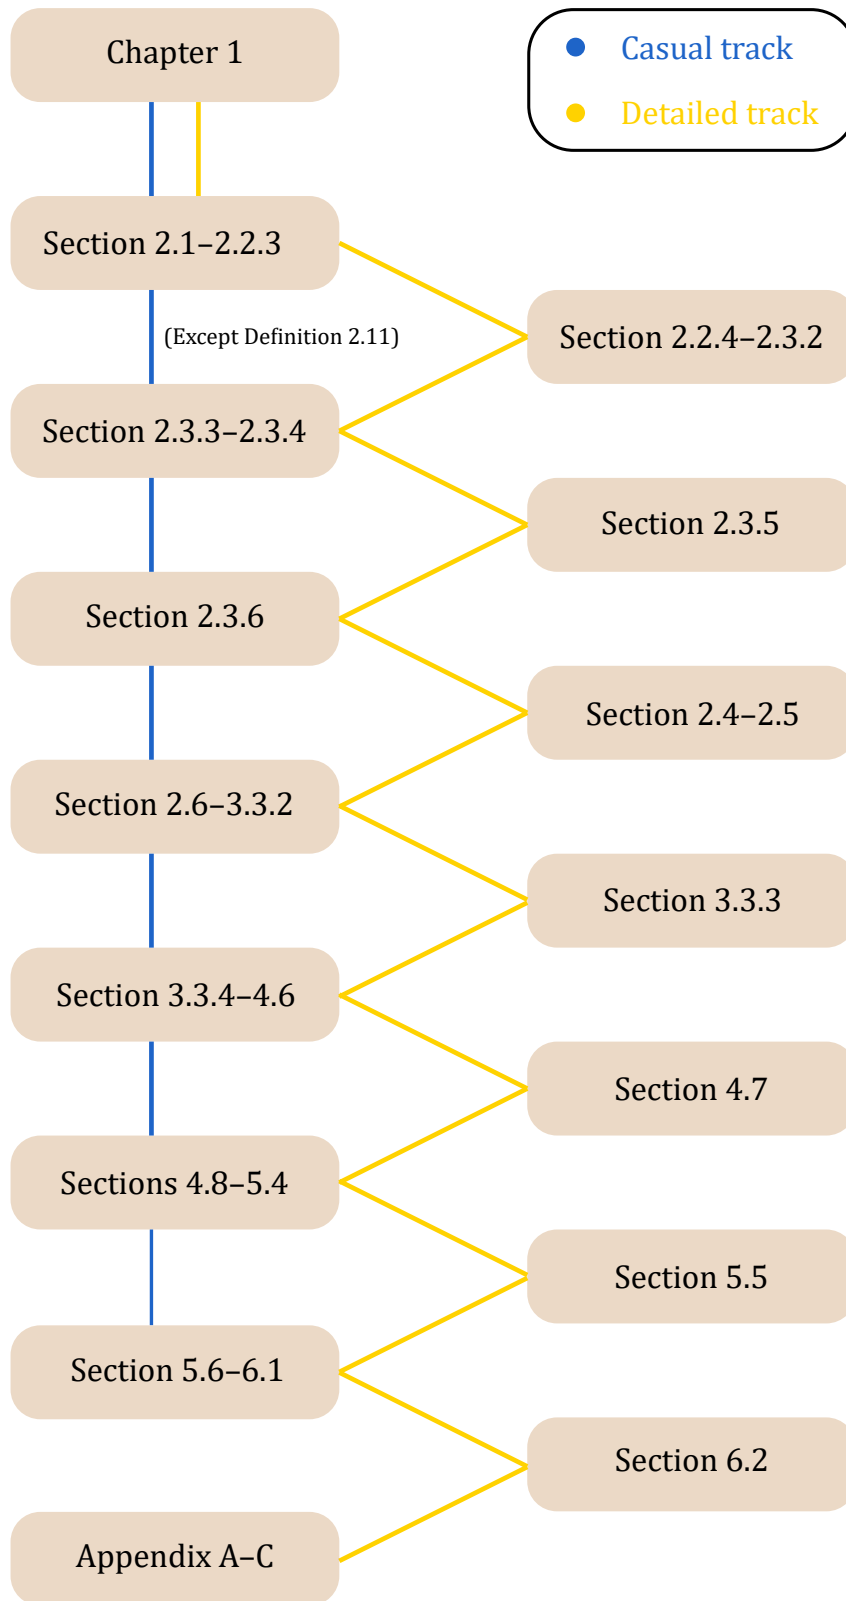 Chapter 1
Casual track
Detailed track
Section 2.1–2.2.3
(Except Definition 2.11)
Section 2.2.4–2.3.2
Section 2.3.3–2.3.4
Section 2.3.5
Section 2.3.6
Section 2.4–2.5
Section 2.6–3.3.2
Section 3.3.3
Section 3.3.4–4.6
Section 4.7
Sections 4.8–5.4
Section 5.5
Section 5.6–6.1
Section 6.2
Appendix A–C